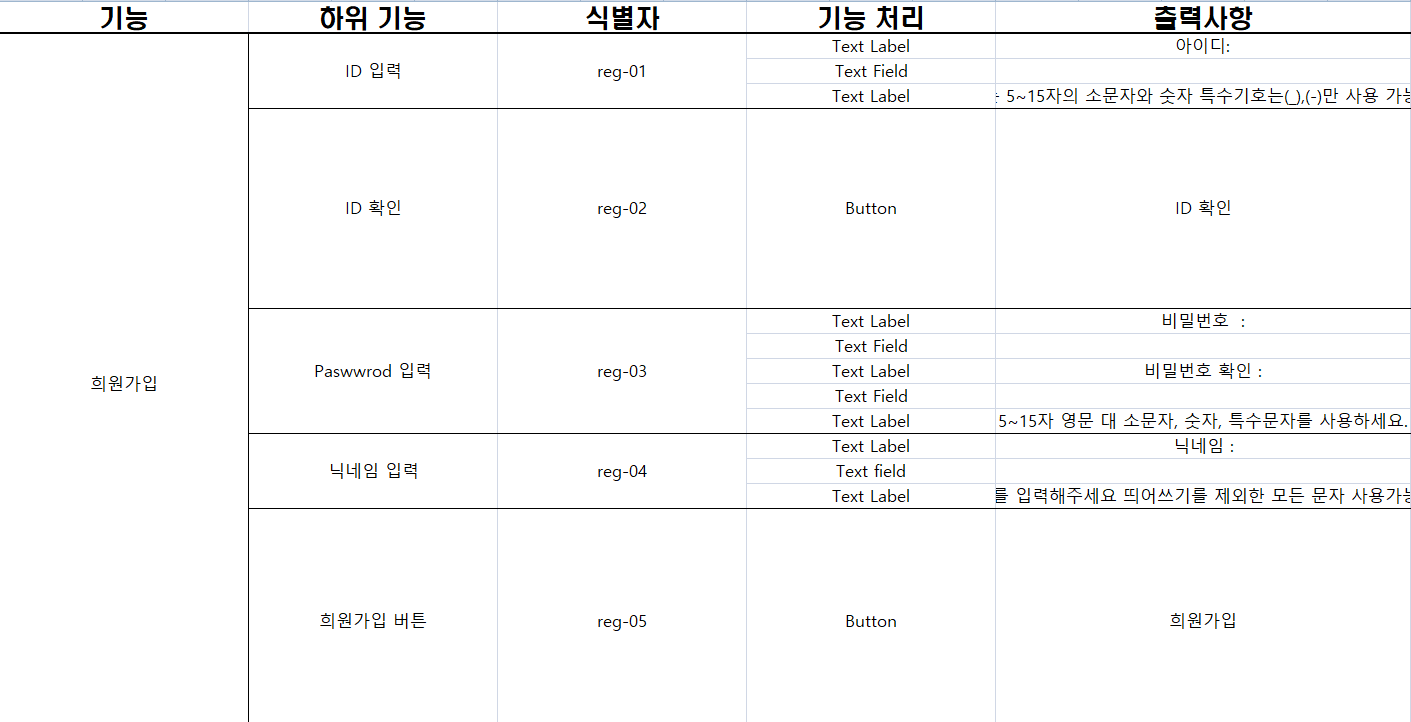 기능 하위 기능 식별자 기능 처리 출력사항
Text Label 아이디:
ID 입력 reg-01 Text Field
Text Label 5~15자의 소문자와 숫자 특수기호는(_),(-)만 사용
ID 확인 reg-02 Button ID 확인
Text Label 비밀번호 :
Text Field
Paswwrod 입력 reg-03 Text Label 비밀번호 확인 :
희원가입
Text Field
Text Label 5~15자 영문 대 소문자, 숫자, 특수문자를 사용하세요.
Text Label 닉네임 :
닉네임 입력 reg-04 Text field
Text Label 를 입력해주세요 띄어쓰기를 제외한 모든 문자 사용가능
희원가입 버튼 reg-05 Button 희원가입